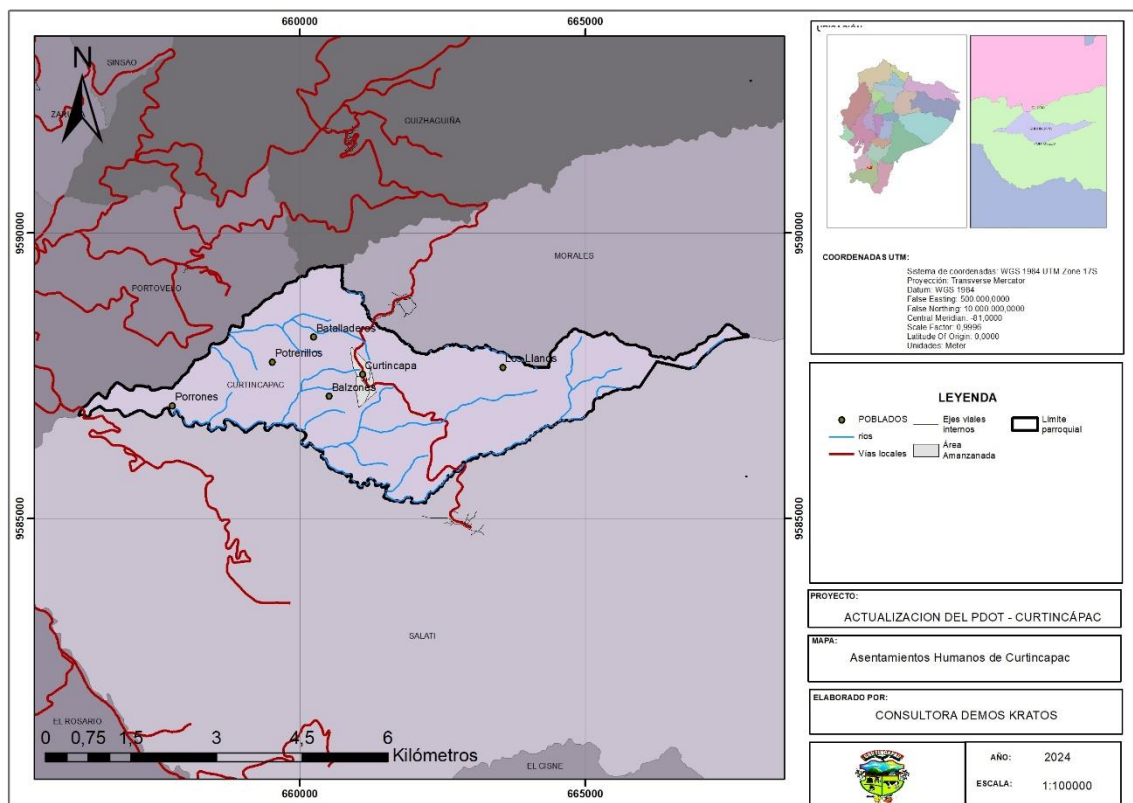 660000
665000
N
SINSAO
GUIZHAGUIÑA
9590000
9590000
MORALES
PORTOVELO
Batalladeros
Potrerillos
Curtincapa
Los Llanos
CURTINCAPAC
Balzones
Porrones
9585000
9585000
SALATI
EL ROSARIO
0 0,75 1,5 3 4,5 6
Kilómetros
EL CISNE
660000
665000
COORDENADAS UTM:
Sistema de coordenadas: WGS 1984 UTM Zone 17S
Proyección: Transverse Mercator
Datum: WGS 1984
False Easting: 500.000,0000
False Northing: 10.000.000,0000
Central Meridian: -81,0000
Scale Factor: 0,9996
Latitude Of Origin: 0,0000
Unidades: Meter
LEYENDA
POBLADOS
ríos
Vías locales
Ejes viales
internos
Área
Amanzanada
Límite
parroquial
PROYECTO:
ACTUALIZACION DEL PDOT - CURTINCÁPAC
MAPA:
Asentamientos Humanos de Curtincapac
ELABORADO POR:
CONSULTORA DEMOS KRATOS
AÑO: 2024
ESCALA: 1:100000